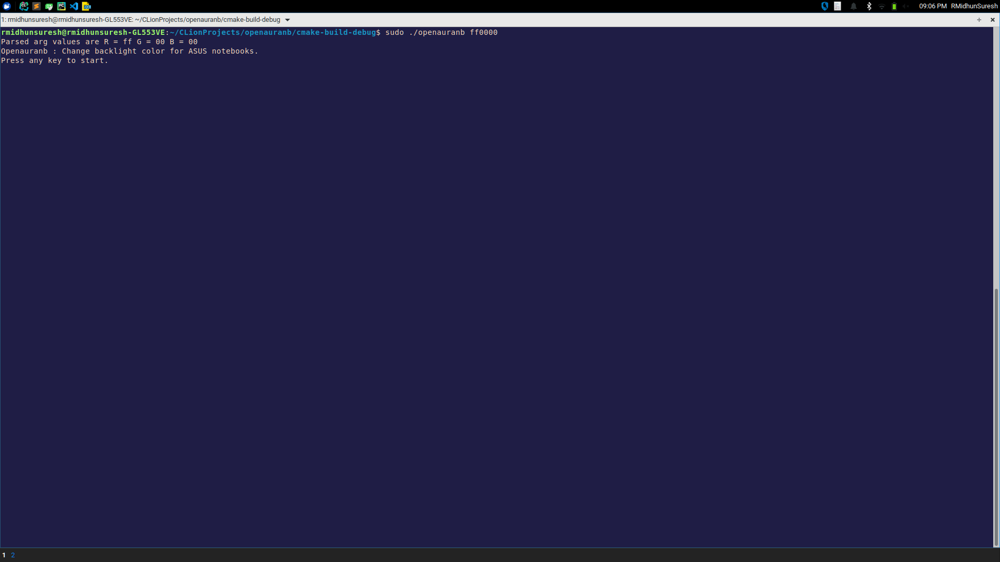 09:06 PM RMidhunSuresh
1: rmidhunsuresh@rmidhunsuresh-GL553VE: ~/CLionProjects/openauranb/cmake-build-debug
rmidhunsuresh@rmidhunsuresh-GL553VE:~/CLionProjects/openauranb/cmake-build-debug$ sudo ./openauranb ff0000
Parsed arg values are R = ff G = 00 B = 00
Openauranb : Change backlight color for ASUS notebooks.
Press any key to start.
1 2